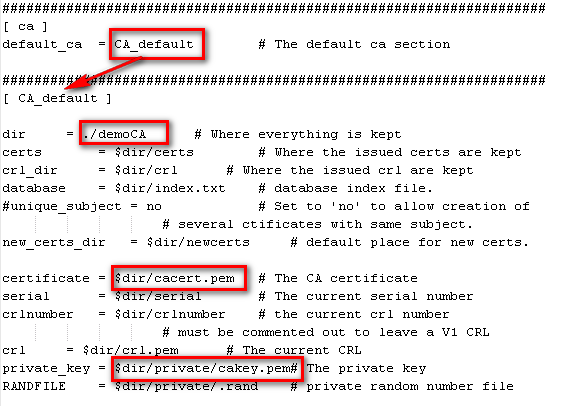 ####################################################################
[ ca ]
default_ca = CA_default # The default ca section
####################################################################
[ CA_default ]
dir = ./demoCA # Where everything is kept
certs = $dir/certs # Where the issued certs are kept
crl_dir = $dir/crl # Where the issued crl are kept
database = $dir/index.txt # database index file.
#unique_subject = no # Set to 'no' to allow creation of
# several ctificates with same subject.
new_certs_dir = $dir/newcerts # default place for new certs.
certificate = $dir/cacert.pem # The CA certificate
serial = $dir/serial # The current serial number
crlnumber = $dir/crlnumber # the current crl number
# must be commented out to leave a V1 CRL
crl = $dir/crl.pem # The current CRL
private_key = $dir/private/cakey.pem# The private key
RANDFILE = $dir/private/.rand # private random number file